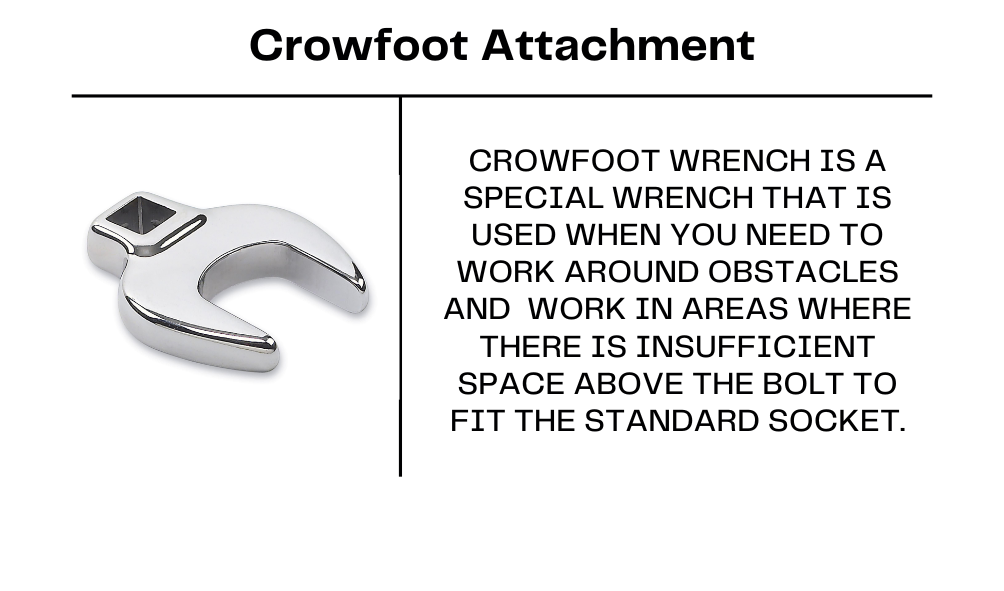 Crowfoot Attachment
CROWFOOT WRENCH IS A
SPECIAL WRENCH THAT IS
USED WHEN YOU NEED TO
WORK AROUND OBSTACLES
AND  WORK IN AREAS WHERE
THERE IS INSUFFICIENT
SPACE ABOVE THE BOLT TO
FIT THE STANDARD SOCKET.